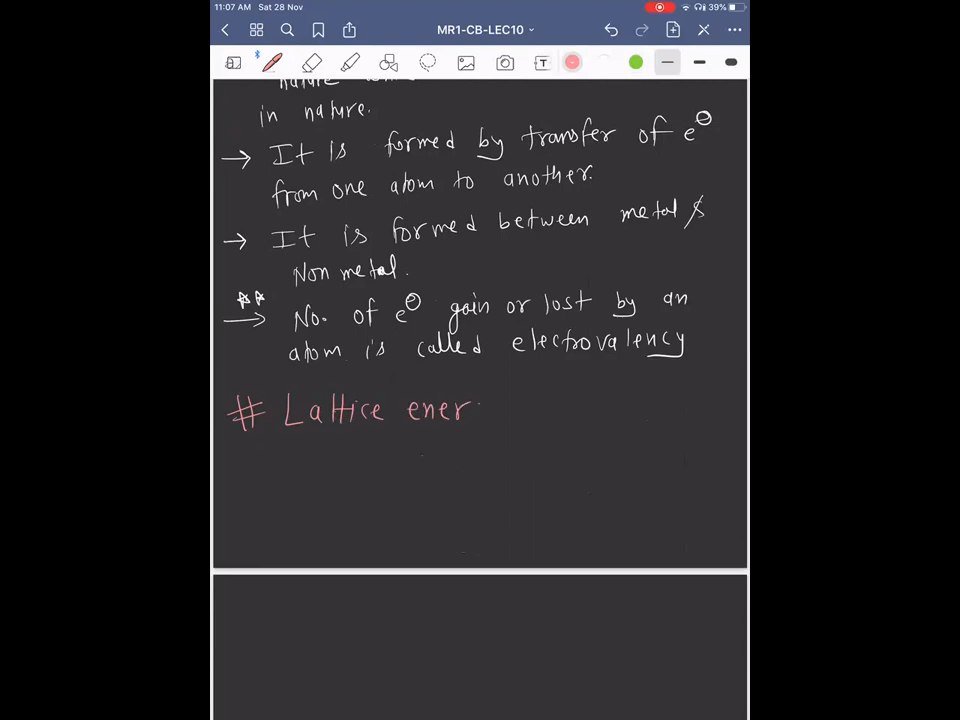 11:07 AM Sat 28 Nov
39%
MR1-CB-LEC10
T
nature
in nature.
→ It is formed by transfer of e⊖
from one atom to another.
→ It is formed between metal &
Non metal.
☆☆
→ No. of e⊖ gain or lost by an
atom is called electrovalency
# Lattice ener